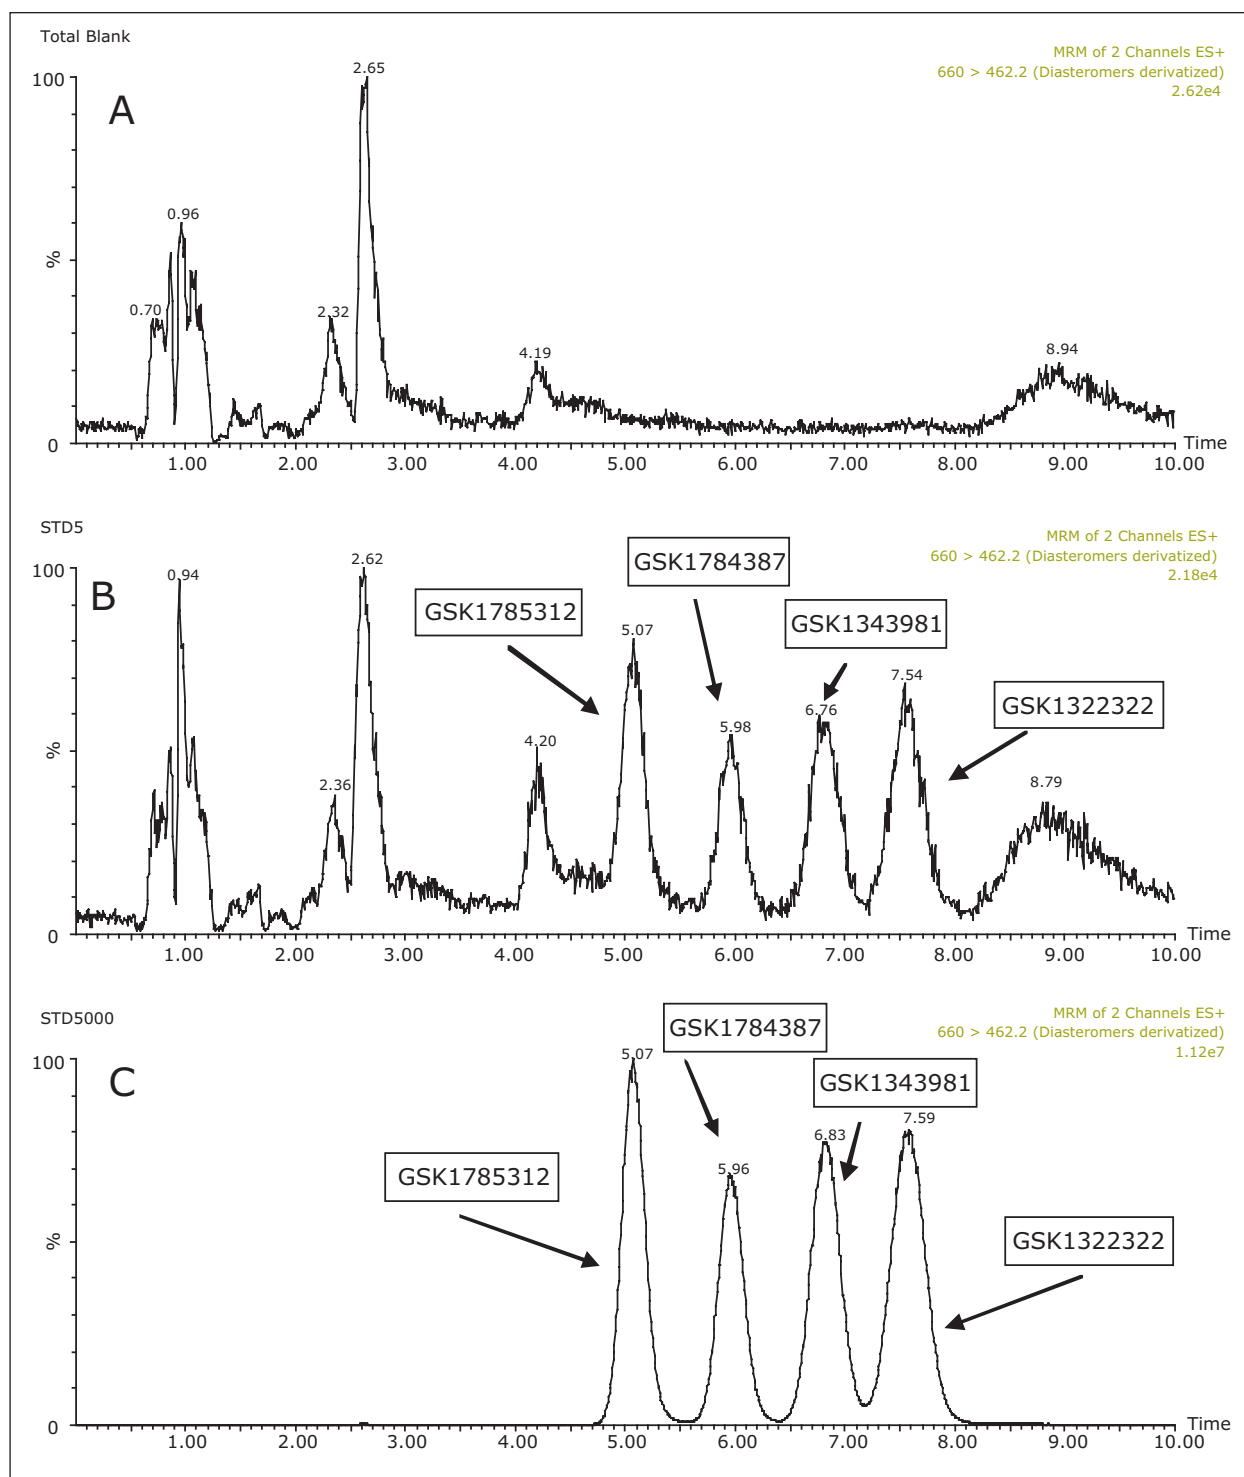 Total Blank
MRM of 2 Channels ES+
660 > 462.2 (Diasteromers derivatized)
2.62e4
A
100
%
0
0.70
0.96
2.32
2.65
4.19
8.94
Time
1.00 2.00 3.00 4.00 5.00 6.00 7.00 8.00 9.00 10.00
STD5
MRM of 2 Channels ES+
660 > 462.2 (Diasteromers derivatized)
2.18e4
B
100
%
0
0.94
2.36
2.62
4.20
GSK1785312
5.07
GSK1784387
5.98
GSK1343981
6.76
7.54
GSK1322322
8.79
Time
1.00 2.00 3.00 4.00 5.00 6.00 7.00 8.00 9.00 10.00
STD5000
MRM of 2 Channels ES+
660 > 462.2 (Diasteromers derivatized)
1.12e7
C
100
%
0
GSK1785312
5.07
GSK1784387
5.96
GSK1343981
6.83
7.59
GSK1322322
Time
1.00 2.00 3.00 4.00 5.00 6.00 7.00 8.00 9.00 10.00